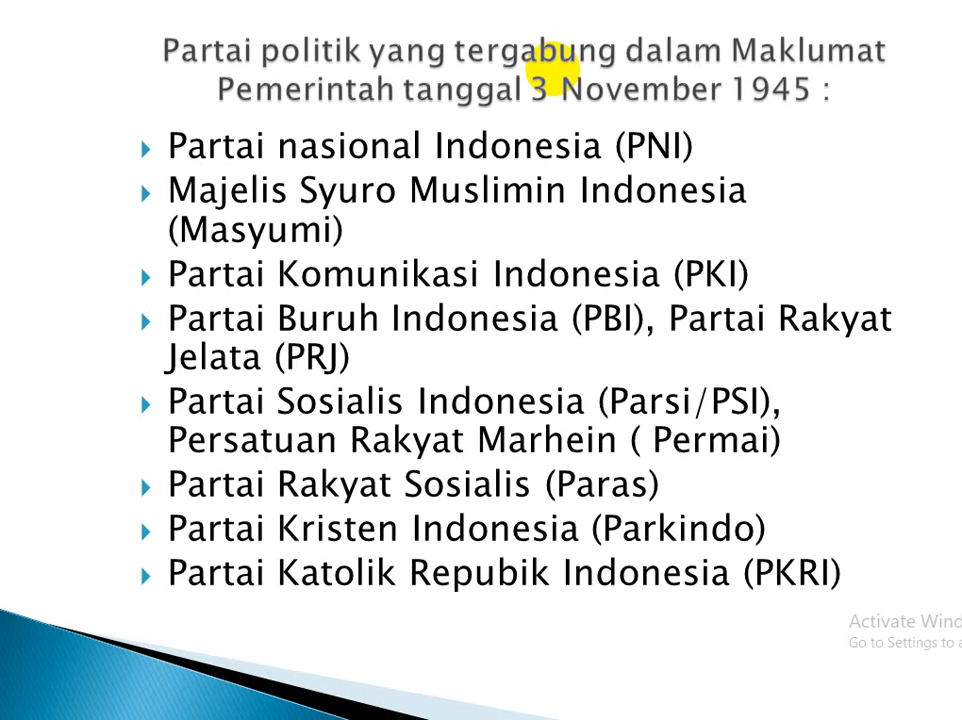 Partai politik yang tergabung dalam Maklumat
Pemerintah tanggal 3 November 1945 :
Partai nasional Indonesia (PNI)
Majelis Syuro Muslimin Indonesia
(Masyumi)
Partai Komunikasi Indonesia (PKI)
Partai Buruh Indonesia (PBI), Partai Rakyat
Jelata (PRJ)
Partai Sosialis Indonesia (Parsi/PSI),
Persatuan Rakyat Marhein ( Permai)
Partai Rakyat Sosialis (Paras)
Partai Kristen Indonesia (Parkindo)
Partai Katolik Repubik Indonesia (PKRI)
Activate Wind
Go to Settings to a